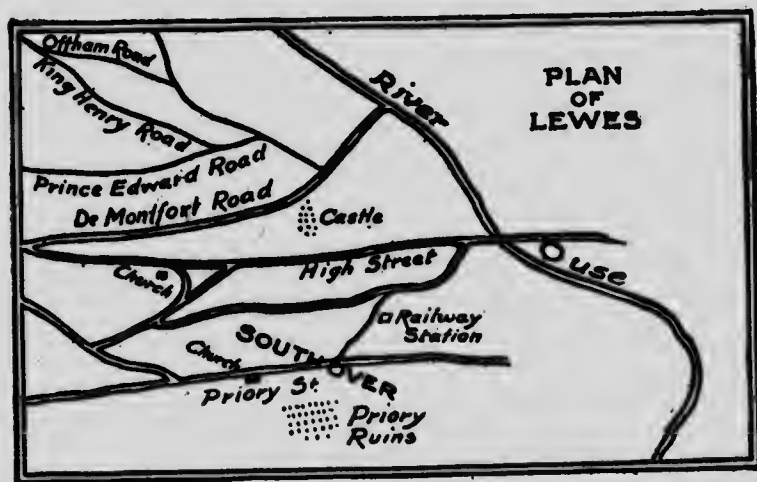 Offham Road
King Henry Road
River
PLAN
OF
LEWES
Prince Edward Road
De Montfort Road
Castle
High Street
Church
Ouse
Railway
Station
SOUTHOVER
Church
Priory St.
Priory
Ruins